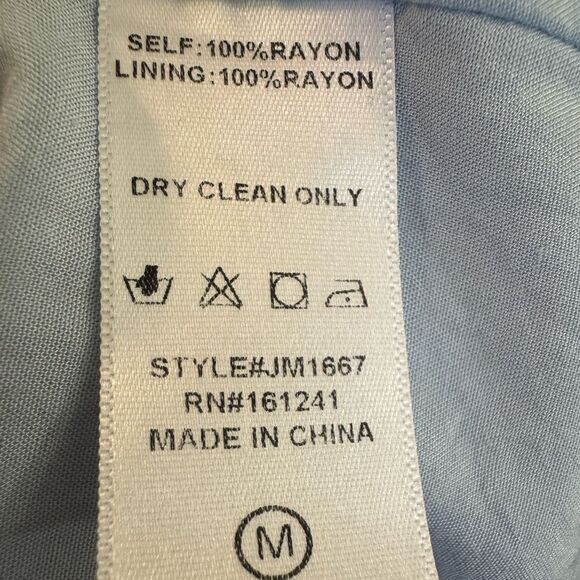 SELF:100%RAYON
LINING:100%RAYON
DRY CLEAN ONLY
STYLE#JM1667
RN#161241
MADE IN CHINA
M